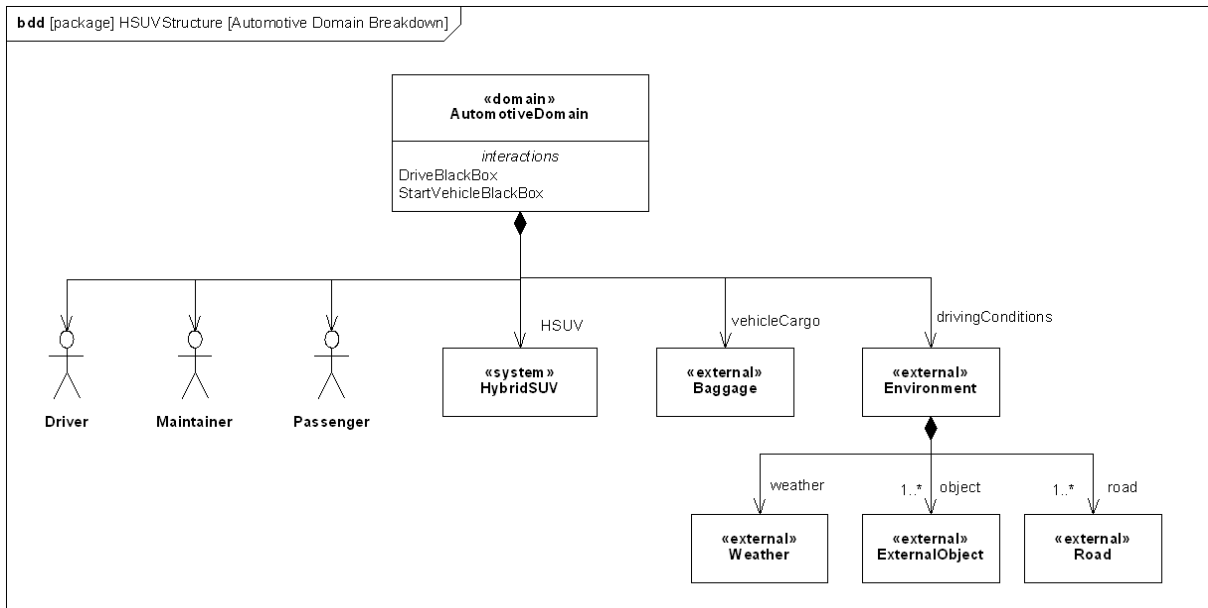 bdd [package] HSUVStructure [Automotive Domain Breakdown]
«domain»
AutomotiveDomain
interactions
DriveBlackBox
StartVehicleBlackBox
HSUV
vehicleCargo
drivingConditions
«system»
HybridSUV
«external»
Baggage
«external»
Environment
Driver
Maintainer
Passenger
weather
1..* object
1..* road
«external»
Weather
«external»
ExternalObject
«external»
Road